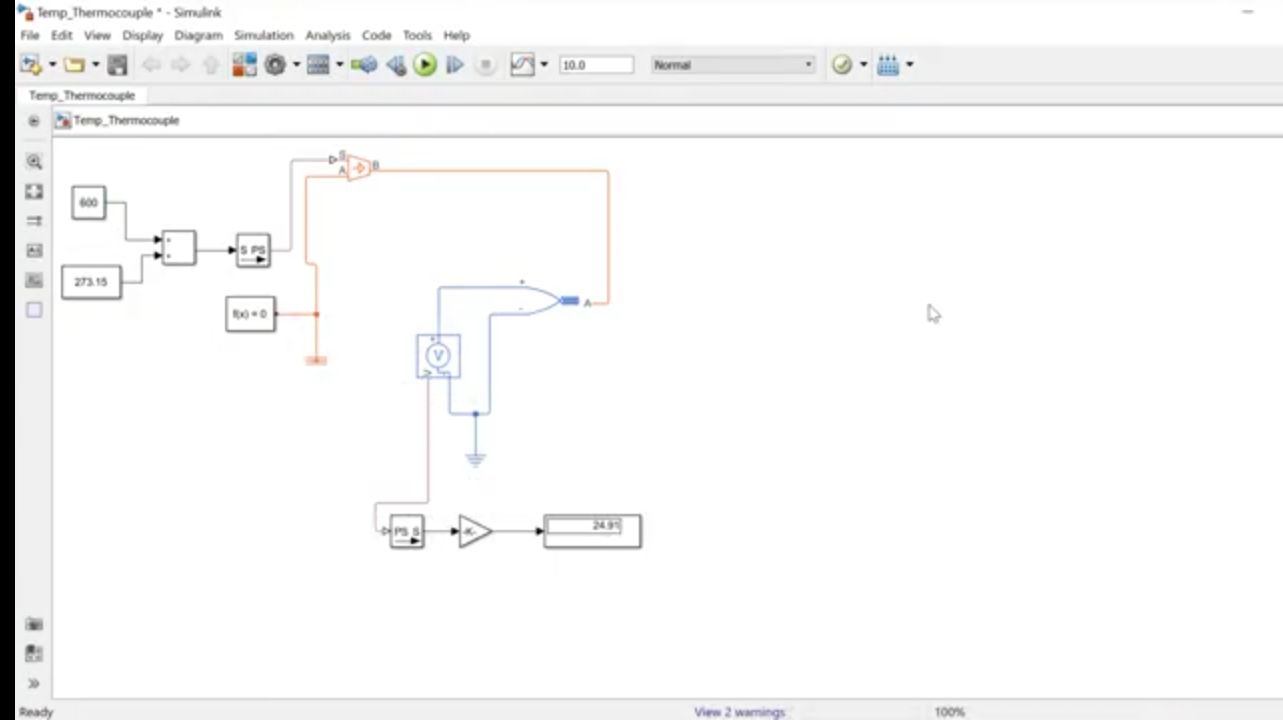 Temp_Thermocouple * - Simulink
File Edit View Display Diagram Simulation Analysis Code Tools Help
10.0 Normal
Temp_Thermocouple
Temp_Thermocouple
S
A B
600
S PS
273.15
f(x) = 0
+
-
A
V
PS S
-K-
24.91
Ready View 2 warnings 100%